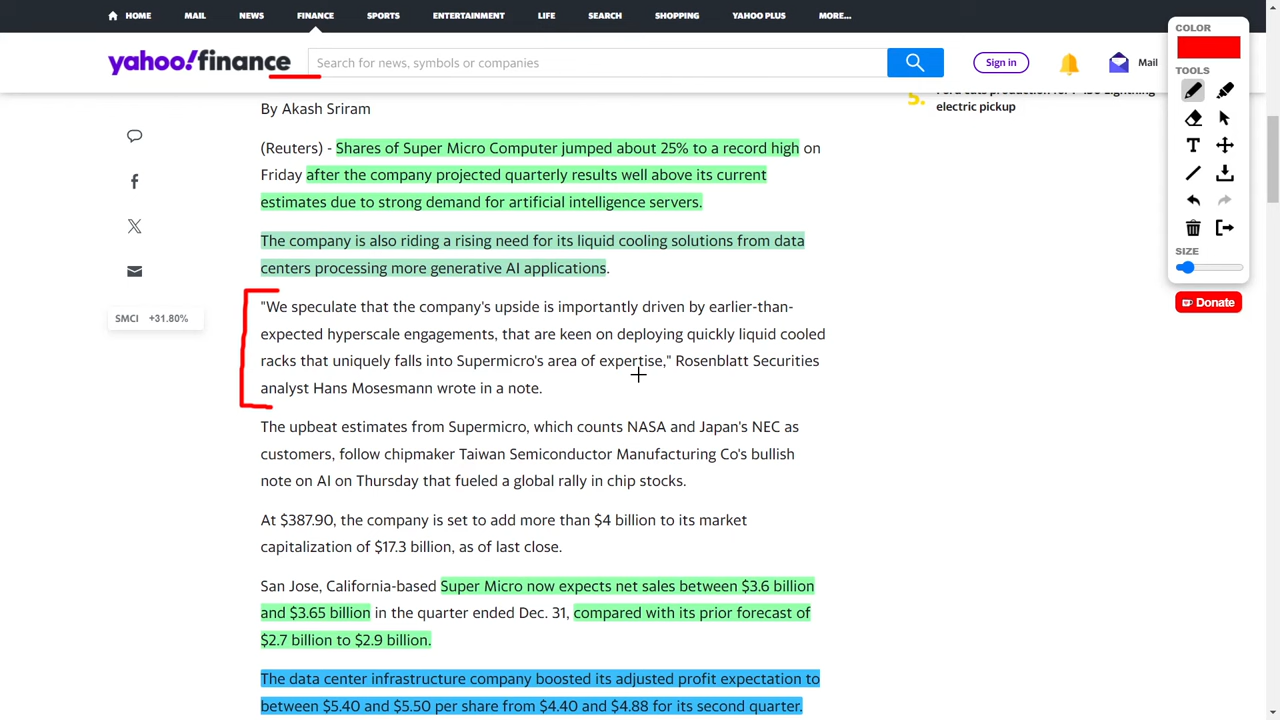 HOME MAIL NEWS FINANCE SPORTS ENTERTAINMENT LIFE SEARCH SHOPPING YAHOO PLUS MORE...
yahoo!finance
Search for news, symbols or companies
Sign in
Mail
electric pickup
By Akash Sriram
(Reuters) - Shares of Super Micro Computer jumped about 25% to a record high on
Friday after the company projected quarterly results well above its current
estimates due to strong demand for artificial intelligence servers.
The company is also riding a rising need for its liquid cooling solutions from data
centers processing more generative AI applications.
"We speculate that the company's upside is importantly driven by earlier-than-
expected hyperscale engagements, that are keen on deploying quickly liquid cooled
racks that uniquely falls into Supermicro's area of expertise," Rosenblatt Securities
analyst Hans Mosesmann wrote in a note.
SMCI +31.80%
The upbeat estimates from Supermicro, which counts NASA and Japan's NEC as
customers, follow chipmaker Taiwan Semiconductor Manufacturing Co's bullish
note on AI on Thursday that fueled a global rally in chip stocks.
At $387.90, the company is set to add more than $4 billion to its market
capitalization of $17.3 billion, as of last close.
San Jose, California-based Super Micro now expects net sales between $3.6 billion
and $3.65 billion in the quarter ended Dec. 31, compared with its prior forecast of
$2.7 billion to $2.9 billion.
The data center infrastructure company boosted its adjusted profit expectation to
between $5.40 and $5.50 per share from $4.40 and $4.88 for its second quarter.
COLOR
TOOLS
T
SIZE
Donate